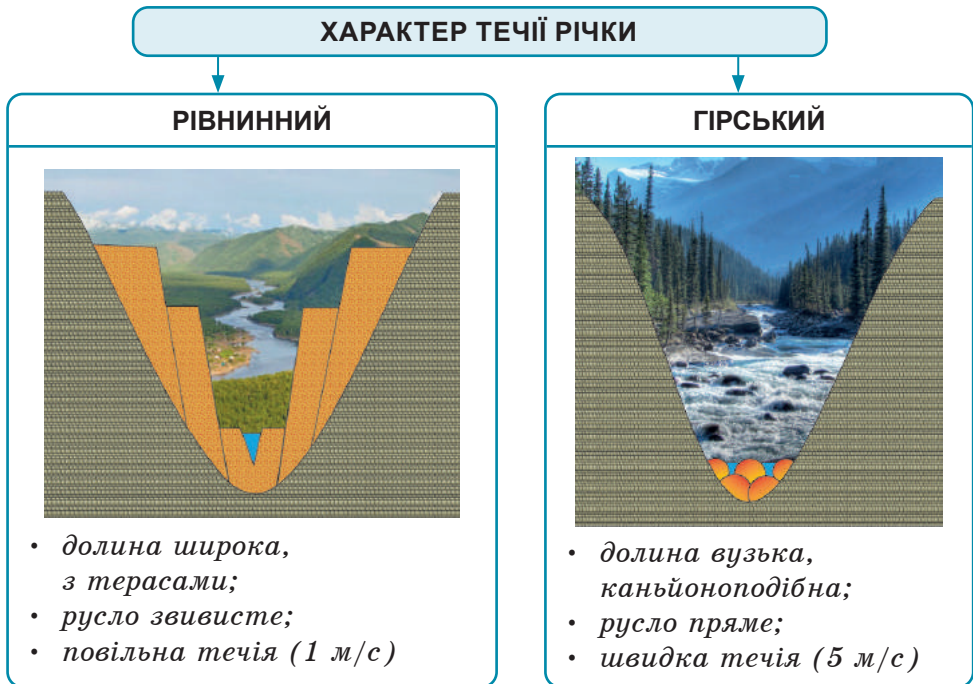 ХАРАКТЕР ТЕЧІЇ РІЧКИ
РІВНИННИЙ
• долина широка,
з терасами;
• русло звивисте;
• повільна течія (1 м/с)
ГІРСЬКИЙ
• долина вузька,
каньйоноподібна;
• русло пряме;
• швидка течія (5 м/с)